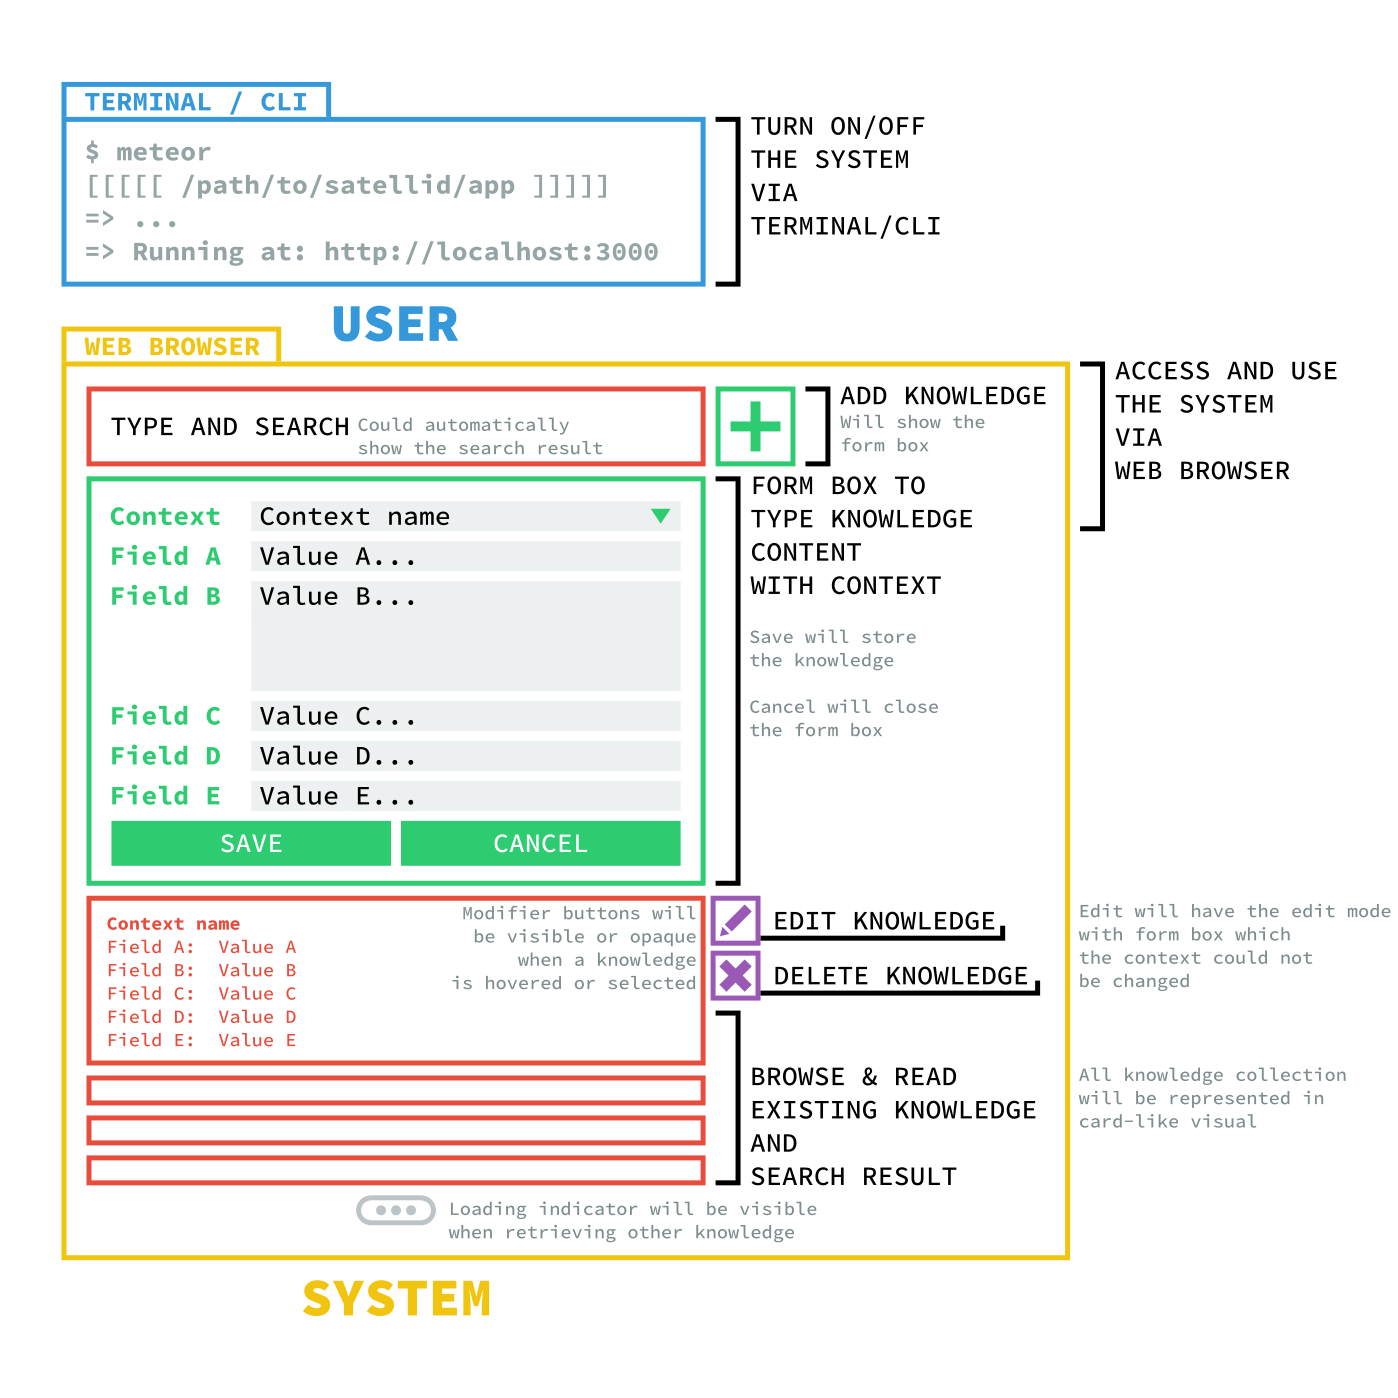 TERMINAL / CLI
$ meteor
[[[[[ /path/to/satellid/app ]]]]]
=> ...
=> Running at: http://localhost:3000
TURN ON/OFF
THE SYSTEM
VIA
TERMINAL/CLI
USER
WEB BROWSER
ACCESS AND USE
THE SYSTEM
VIA
WEB BROWSER
TYPE AND SEARCH
Could automatically
show the search result
ADD KNOWLEDGE
Will show the
form box
Context Context name
Field A Value A...
Field B Value B...
Field C Value C...
Field D Value D...
Field E Value E...
SAVE CANCEL
FORM BOX TO
TYPE KNOWLEDGE
CONTENT
WITH CONTEXT
Save will store
the knowledge
Cancel will close
the form box
Context name
Field A: Value A
Field B: Value B
Field C: Value C
Field D: Value D
Field E: Value E
Modifier buttons will
be visible or opaque
when a knowledge
is hovered or selected
EDIT KNOWLEDGE
DELETE KNOWLEDGE
Edit will have the edit mode
with form box which
the context could not
be changed
BROWSE & READ
EXISTING KNOWLEDGE
AND
SEARCH RESULT
All knowledge collection
will be represented in
card-like visual
Loading indicator will be visible
when retrieving other knowledge
SYSTEM